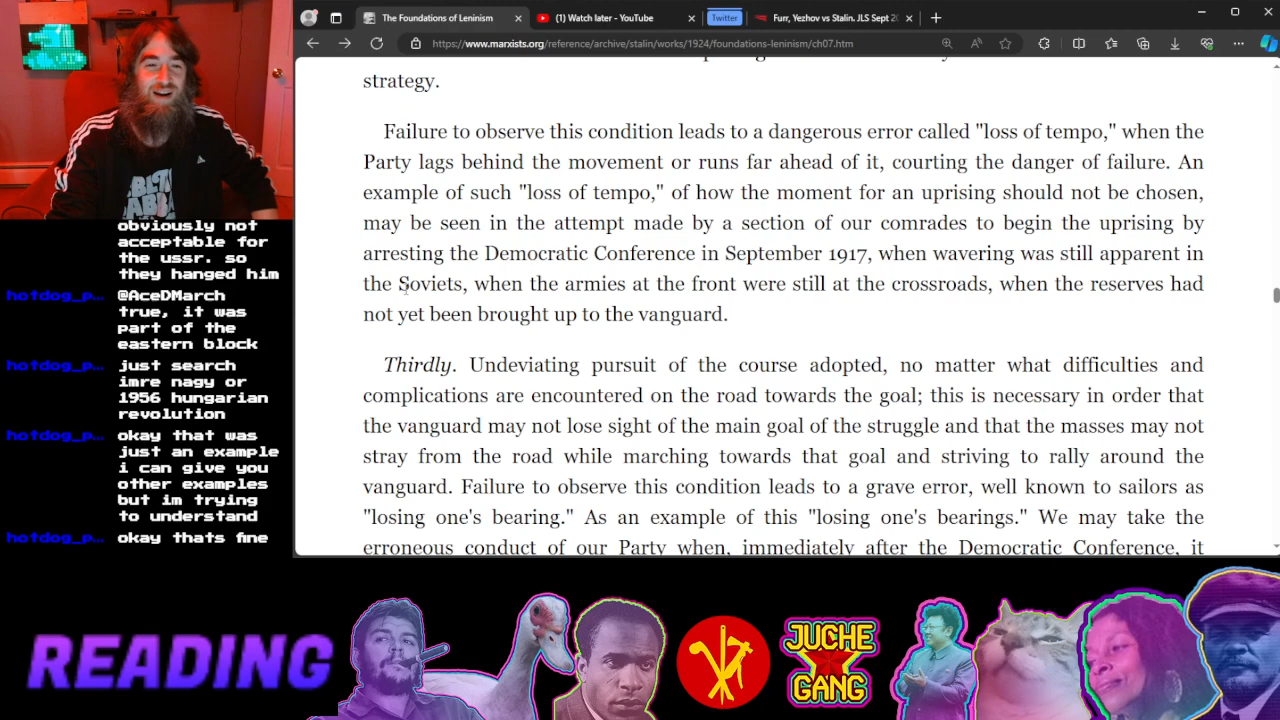 The Foundations of Leninism
(1) Watch later - YouTube
Twitter
Furr, Yezhov vs Stalin. JLS Sept 20
https://www.marxists.org/reference/archive/stalin/works/1924/foundations-leninism/ch07.htm
strategy.
Failure to observe this condition leads to a dangerous error called "loss of tempo," when the
Party lags behind the movement or runs far ahead of it, courting the danger of failure. An
example of such "loss of tempo," of how the moment for an uprising should not be chosen,
may be seen in the attempt made by a section of our comrades to begin the uprising by
arresting the Democratic Conference in September 1917, when wavering was still apparent in
the Soviets, when the armies at the front were still at the crossroads, when the reserves had
not yet been brought up to the vanguard.
Thirdly. Undeviating pursuit of the course adopted, no matter what difficulties and
complications are encountered on the road towards the goal; this is necessary in order that
the vanguard may not lose sight of the main goal of the struggle and that the masses may not
stray from the road while marching towards that goal and striving to rally around the
vanguard. Failure to observe this condition leads to a grave error, well known to sailors as
"losing one's bearing." As an example of this "losing one's bearings." We may take the
erroneous conduct of our Party when, immediately after the Democratic Conference, it
obviously not
acceptable for
the ussr. so
they hanged him
hotdog_p... @AceDMarch
true, it was
part of the
eastern block
hotdog_p... just search
imre nagy or
1956 hungarian
revolution
hotdog_p... okay that was
just an example
i can give you
other examples
but im trying
to understand
hotdog_p... okay thats fine
READING
JUCHE
GANG